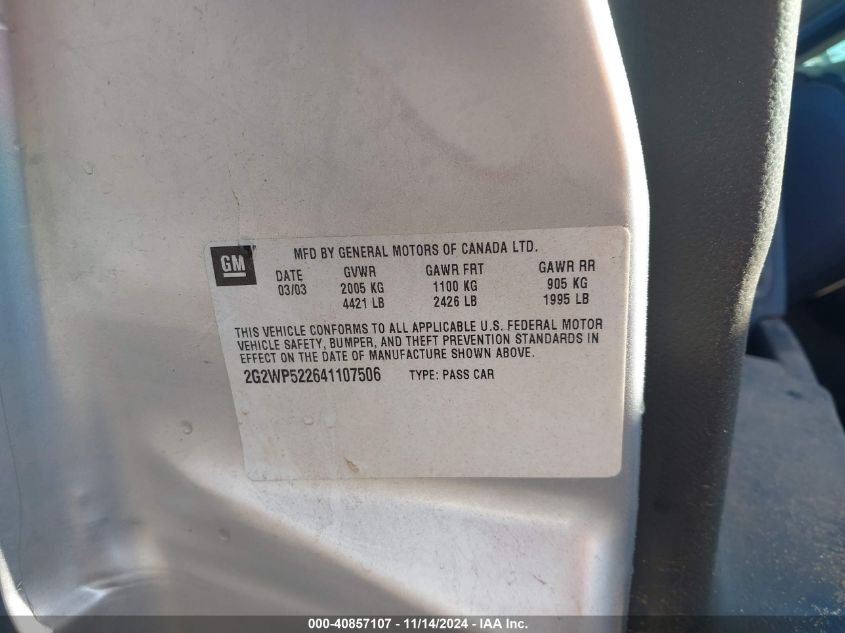 GM
MFD BY GENERAL MOTORS OF CANADA LTD.
DATE GVWR GAWR FRT GAWR RR
03/03 2005 KG 1100 KG 905 KG
4421 LB 2426 LB 1995 LB
THIS VEHICLE CONFORMS TO ALL APPLICABLE U.S. FEDERAL MOTOR
VEHICLE SAFETY, BUMPER, AND THEFT PREVENTION STANDARDS IN
EFFECT ON THE DATE OF MANUFACTURE SHOWN ABOVE.
2G2WP522641107506 TYPE: PASS CAR
000-40857107 - 11/14/2024 - IAA Inc.